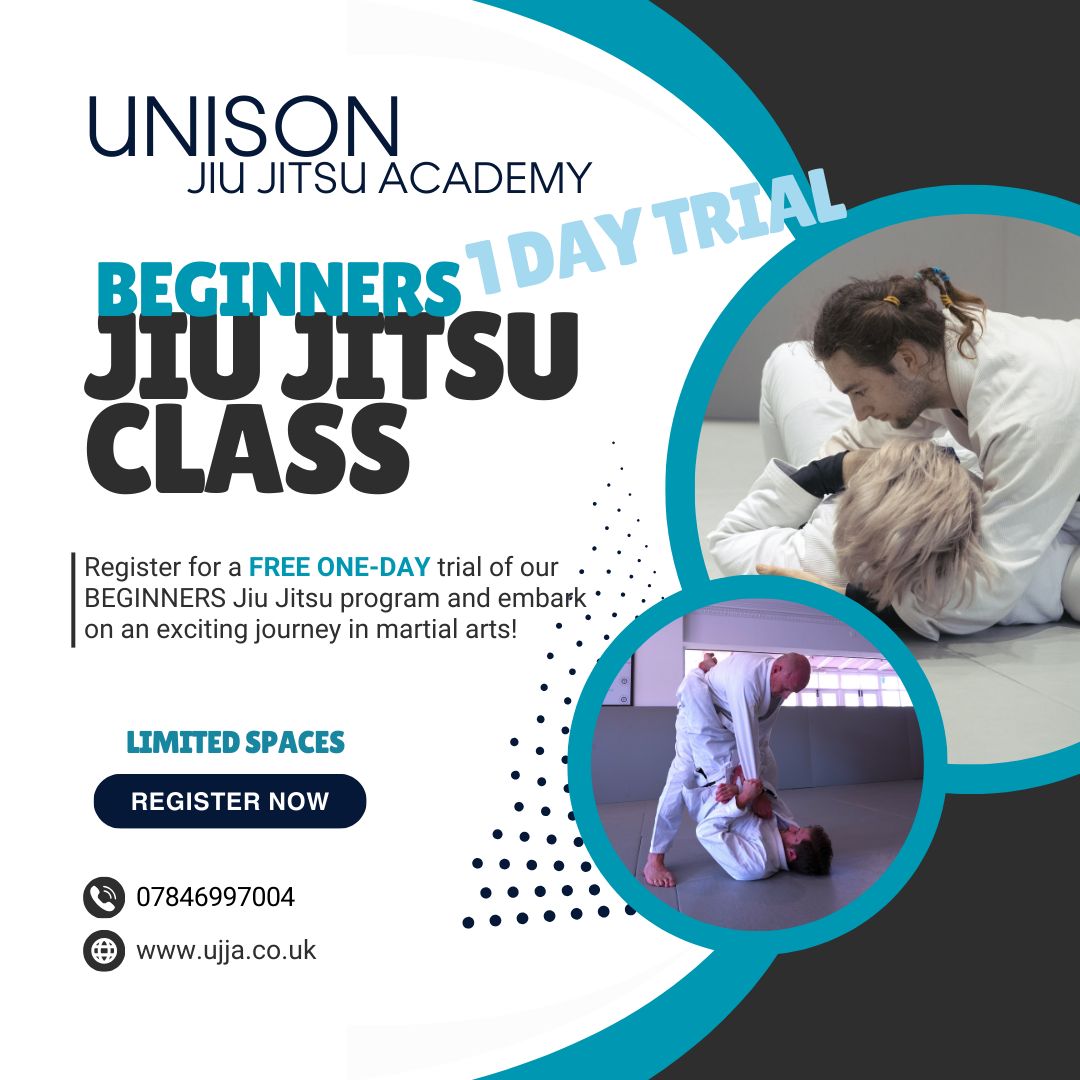 UNISON
JIU JITSU ACADEMY
1 DAY TRIAL
BEGINNERS
JIU JITSU
CLASS
Register for a FREE ONE-DAY trial of our
BEGINNERS Jiu Jitsu program and embark
on an exciting journey in martial arts!
LIMITED SPACES
REGISTER NOW
07846997004
www.ujja.co.uk